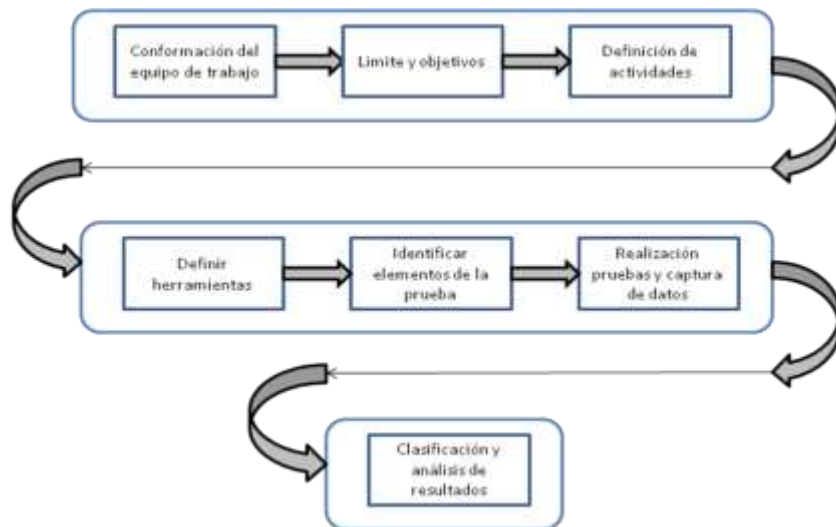 Conformación del
equipo de trabajo
Limite y objetivos
Definición de
actividades
Definir
herramientas
Identificar
elementos de la
prueba
Realización
pruebas y captura
de datos
Clasificación y
análisis de
resultados